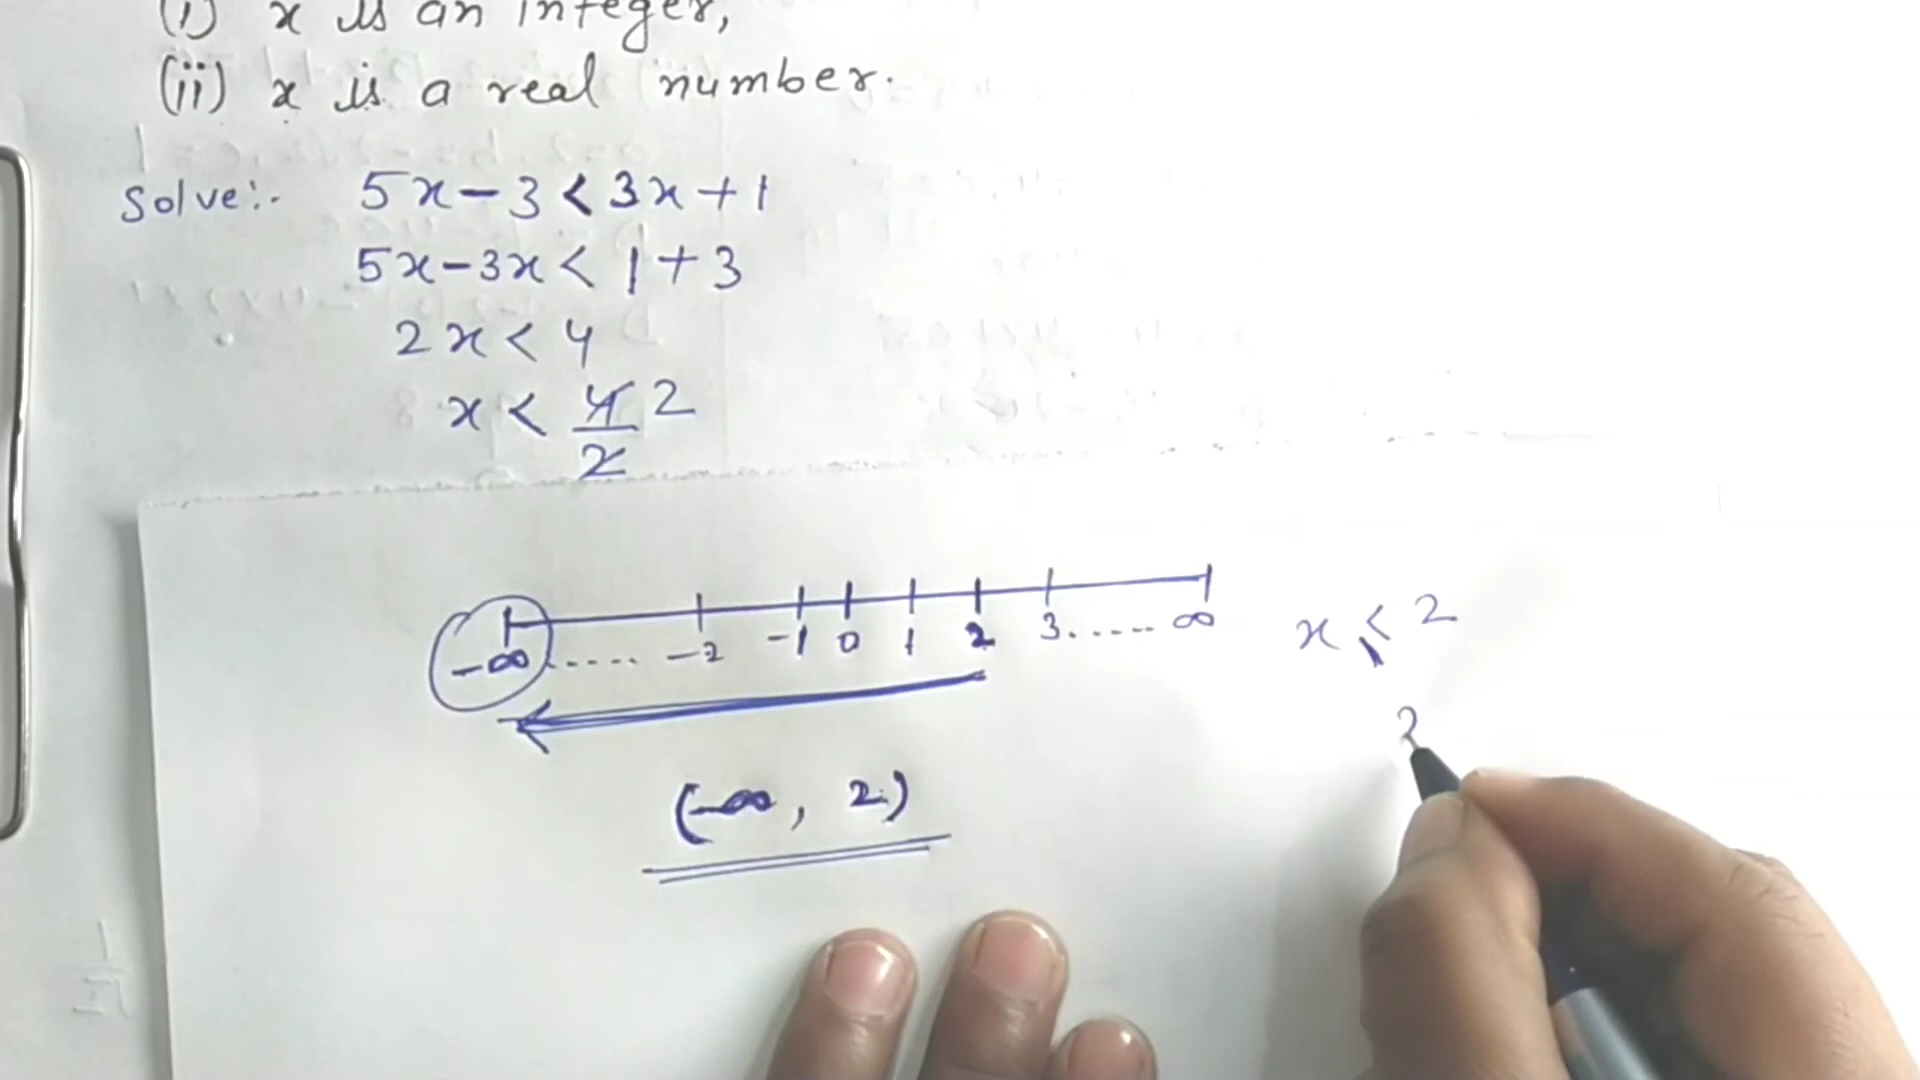 (i) x is an integer,
(ii) x is a real number.
Solve:- 5x-3<3x+1
5x-3x<1+3
2x<4
x<4/2 2
-∞ ..... -2 -1 0 1 2 3..... ∞
x < 2
(-∞, 2)
2